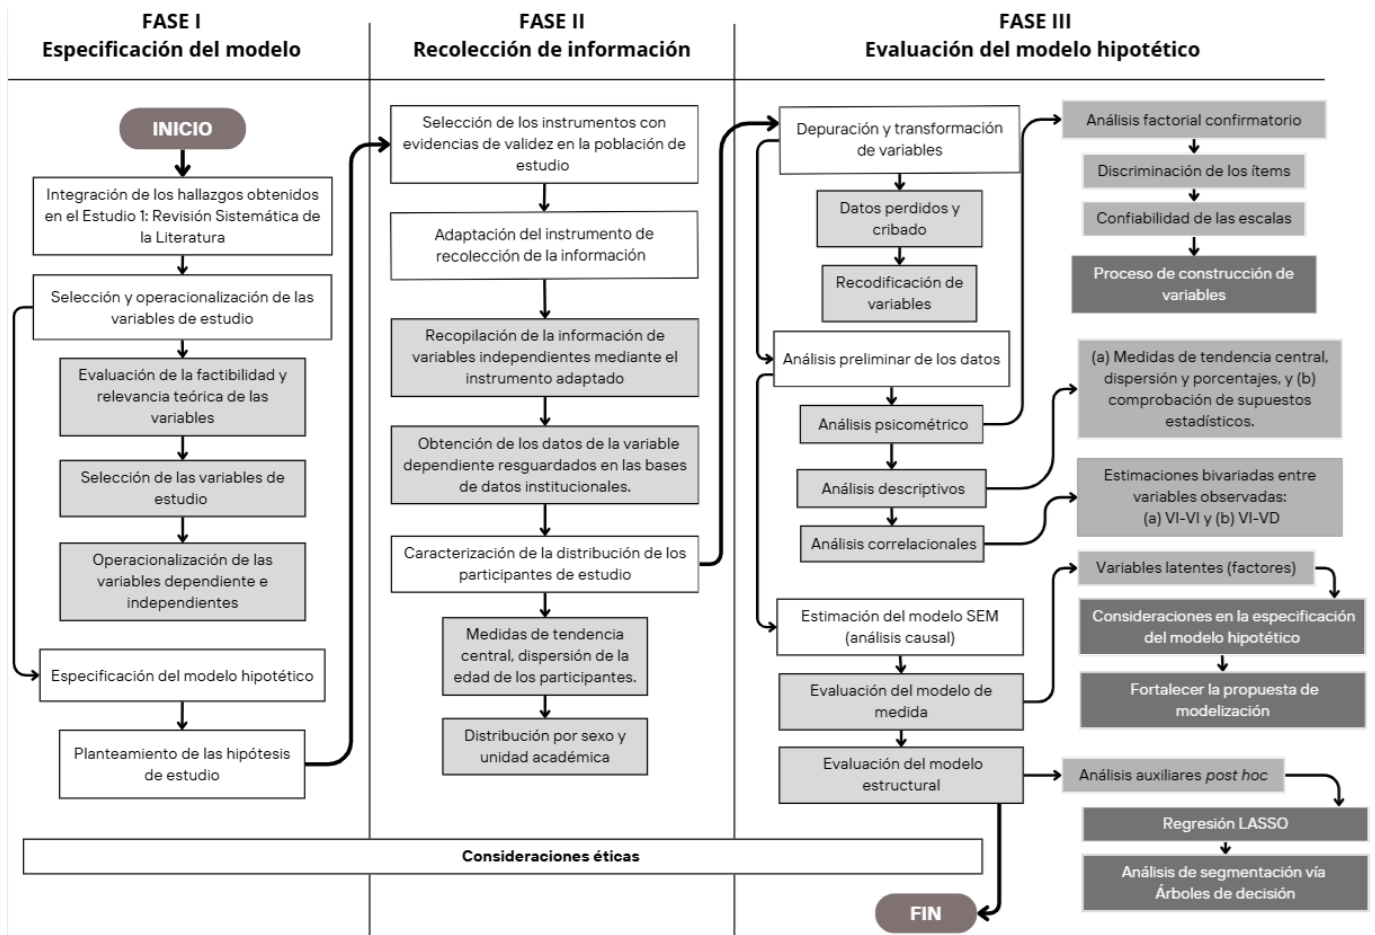 FASE I
Especificación del modelo
INICIO
Integración de los hallazgos obtenidos
en el Estudio 1: Revisión Sistemática de
la Literatura
Selección y operacionalización de las
variables de estudio
Evaluación de la factibilidad y
relevancia teórica de las
variables
Selección de las variables de
estudio
Operacionalización de las
variables dependiente e
independientes
Especificación del modelo hipotético
Planteamiento de las hipótesis
de estudio
FASE II
Recolección de información
Selección de los instrumentos con
evidencias de validez en la población de
estudio
Adaptación del instrumento de
recolección de la información
Recopilación de la información de
variables independientes mediante el
instrumento adaptado
Obtención de los datos de la variable
dependiente resguardados en las bases
de datos institucionales.
Caracterización de la distribución de los
participantes de estudio
Medidas de tendencia
central, dispersión de la
edad de los participantes.
Distribución por sexo y
unidad académica
FASE III
Evaluación del modelo hipotético
Depuración y transformación
de variables
Datos perdidos y
cribado
Recodificación de
variables
Análisis preliminar de los datos
Análisis psicométrico
Análisis descriptivos
Análisis correlacionales
Estimación del modelo SEM
(análisis causal)
Evaluación del modelo de
medida
Evaluación del modelo
estructural
Análisis factorial confirmatorio
Discriminación de los ítems
Confiabilidad de las escalas
Proceso de construcción de
variables
(a) Medidas de tendencia central,
dispersión y porcentajes, y (b)
comprobación de supuestos
estadísticos.
Estimaciones bivariadas entre
variables observadas:
(a) VI-VI y (b) VI-VD
Variables latentes (factores)
Consideraciones en la especificación
del modelo hipotético
Fortalecer la propuesta de
modelización
Análisis auxiliares post hoc
Regresión LASSO
Análisis de segmentación vía
Árboles de decisión
Consideraciones éticas
FIN